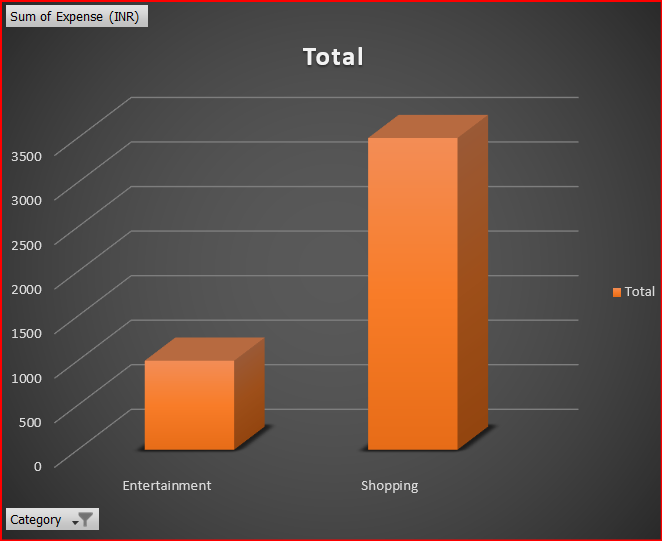 Sum of Expense (INR)
Total
3500
3000
2500
2000
1500
1000
500
0
Total
Entertainment
Shopping
Category